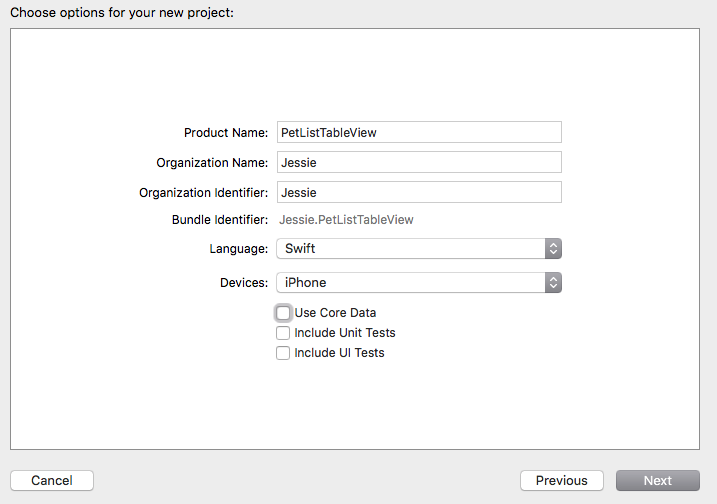 Choose options for your new project:
Product Name: PetListTableView
Organization Name: Jessie
Organization Identifier: Jessie
Bundle Identifier: Jessie.PetListTableView
Language: Swift
Devices: iPhone
Use Core Data
Include Unit Tests
Include UI Tests
Cancel Previous Next